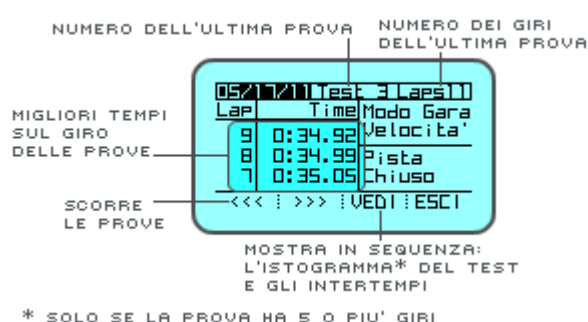 NUMERO DELL'ULTIMA PROVA
NUMERO DEI GIRI
DELL'ULTIMA PROVA
05/17/11 Test 3 Laps11
Lap Time Modo Gara
9 0:34.92 Velocita'
8 0:34.99 Pista
7 0:35.05 Chiuso
<<< >>> VEDI ESCI
MIGLIORI TEMPI
SUL GIRO
DELLE PROVE
SCORRE
LE PROVE
MOSTRA IN SEQUENZA:
L'ISTOGRAMMA* DEL TEST
E GLI INTERTEMPI
* SOLO SE LA PROVA HA 5 O PIU' GIRI